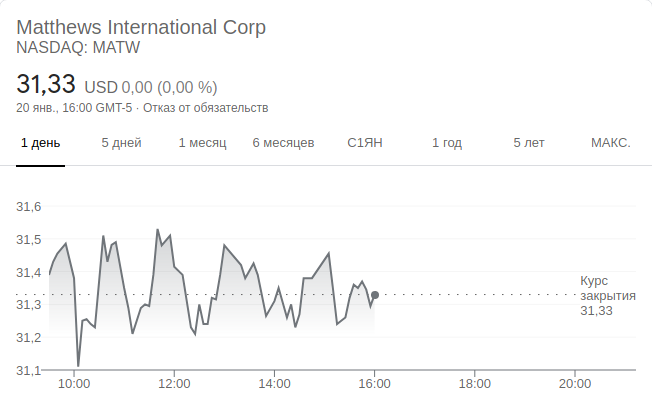 Matthews International Corp
NASDAQ: MATW
31,33 USD 0,00 (0,00 %)
20 янв., 16:00 GMT-5 · Отказ от обязательств
1 день 5 дней 1 месяц 6 месяцев С1ЯН 1 год 5 лет МАКС.
31,6
31,5
31,4
31,3
31,2
31,1
Курс
закрытия
31,33
10:00 12:00 14:00 16:00 18:00 20:00